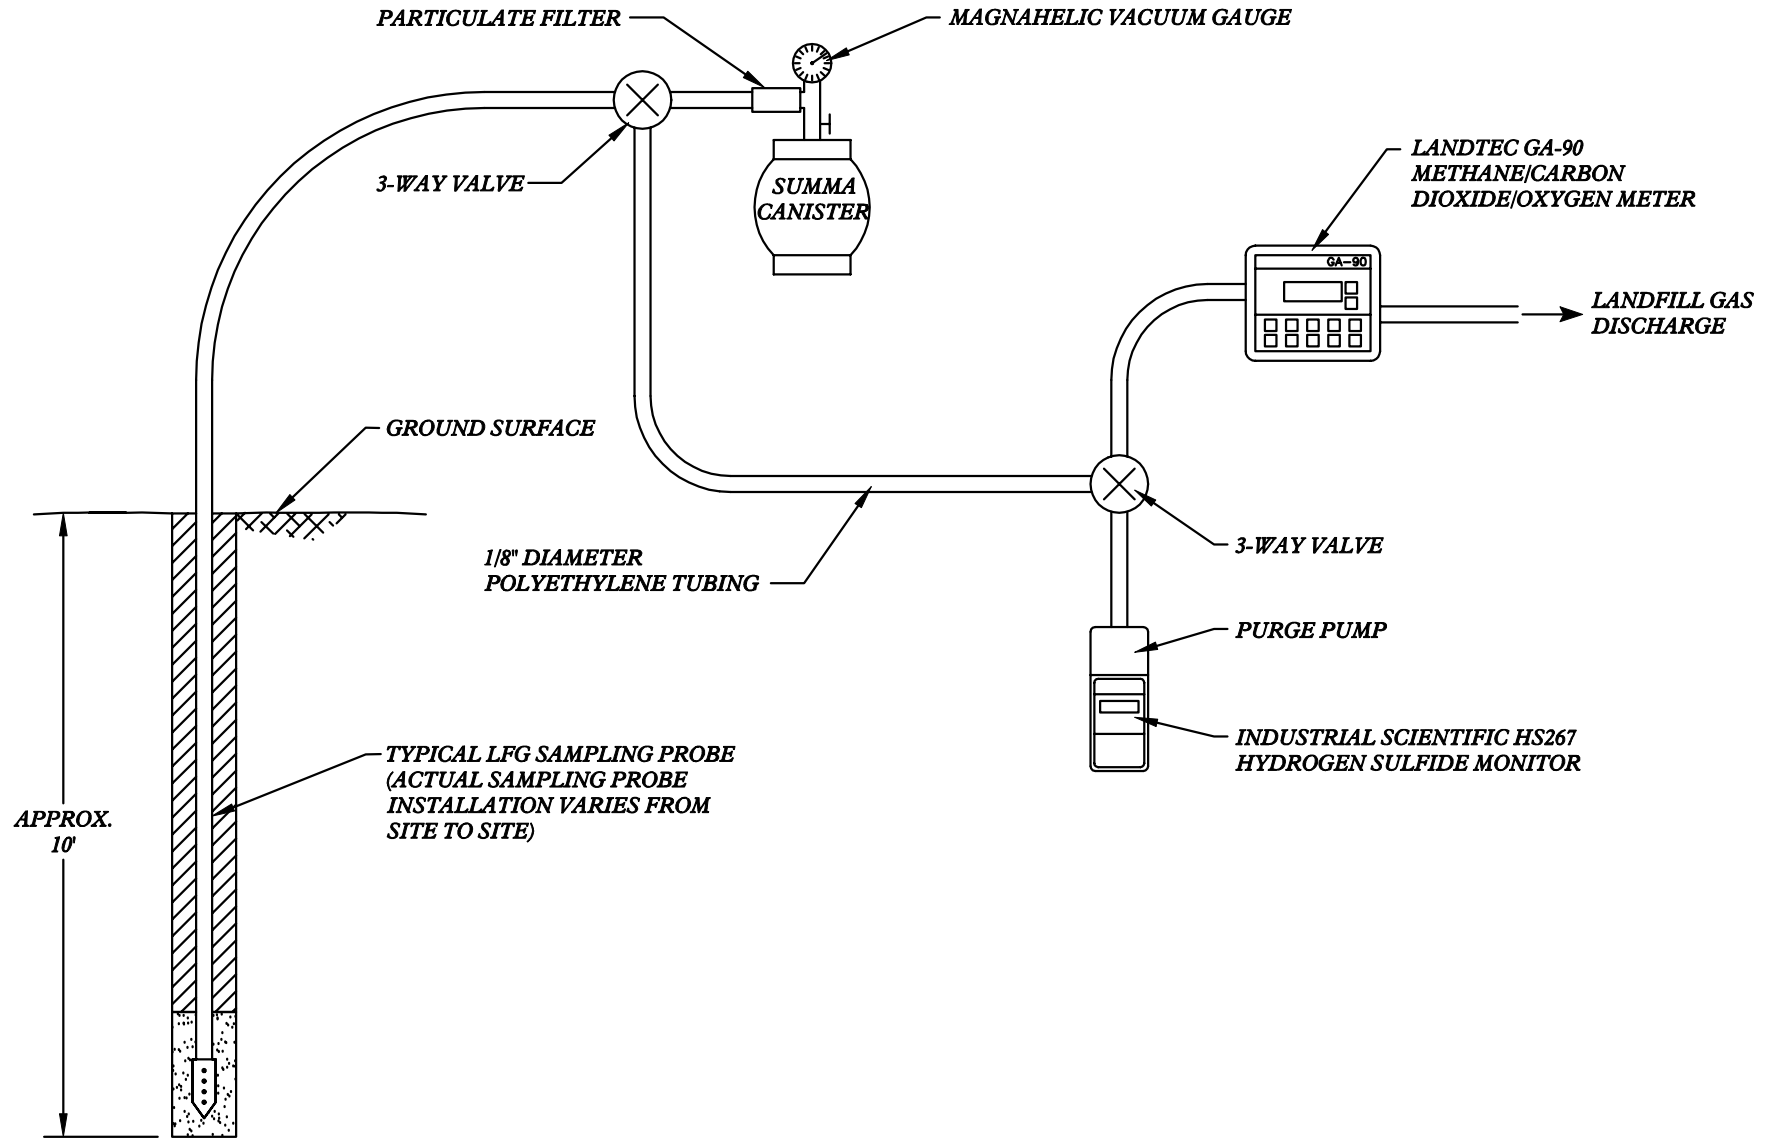 PARTICULATE FILTER
MAGNAHELIC VACUUM GAUGE
3-WAY VALVE
SUMMA
CANISTER
LANDTEC GA-90
METHANE/CARBON
DIOXIDE/OXYGEN METER
GA-90
LANDFILL GAS
DISCHARGE
GROUND SURFACE
1/8" DIAMETER
POLYETHYLENE TUBING
3-WAY VALVE
PURGE PUMP
INDUSTRIAL SCIENTIFIC HS267
HYDROGEN SULFIDE MONITOR
TYPICAL LFG SAMPLING PROBE
(ACTUAL SAMPLING PROBE
INSTALLATION VARIES FROM
SITE TO SITE)
APPROX.
10'